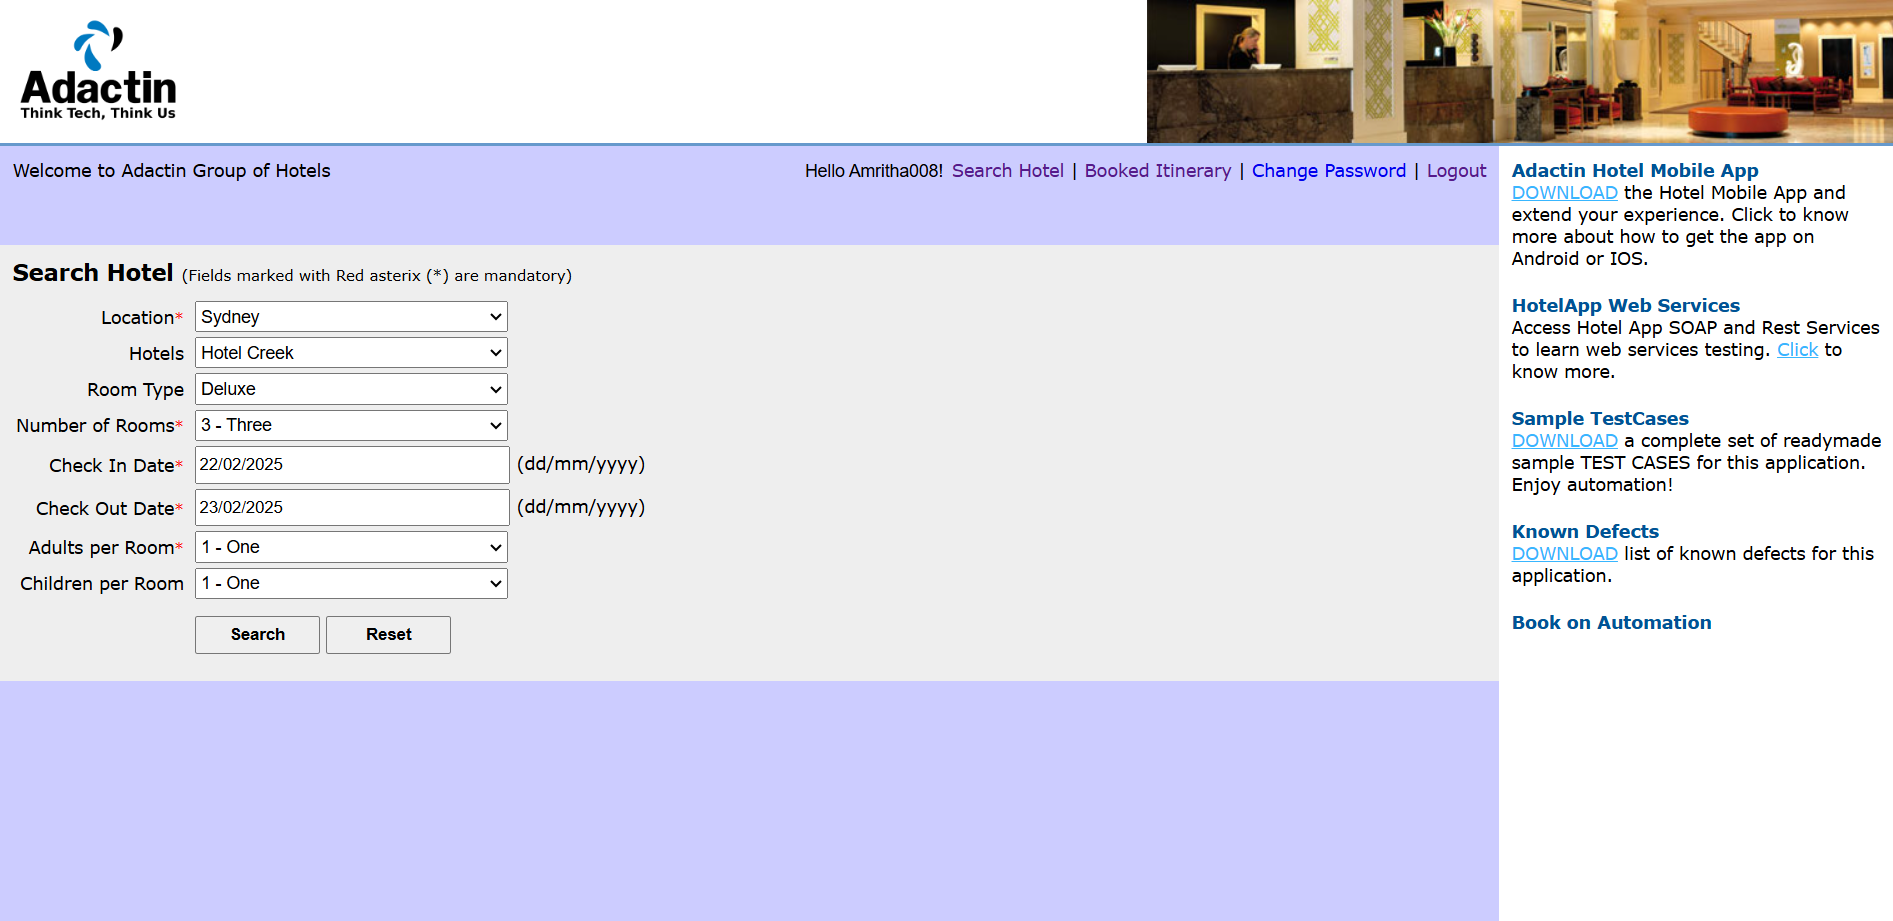 Adactin
Think Tech, Think Us
Welcome to Adactin Group of Hotels
Hello Amritha008! Search Hotel | Booked Itinerary | Change Password | Logout
Search Hotel (Fields marked with Red asterix (*) are mandatory)
Location* Sydney
Hotels Hotel Creek
Room Type Deluxe
Number of Rooms* 3 - Three
Check In Date* 22/02/2025 (dd/mm/yyyy)
Check Out Date* 23/02/2025 (dd/mm/yyyy)
Adults per Room* 1 - One
Children per Room 1 - One
Search Reset
Adactin Hotel Mobile App
DOWNLOAD the Hotel Mobile App and
extend your experience. Click to know
more about how to get the app on
Android or IOS.
HotelApp Web Services
Access Hotel App SOAP and Rest Services
to learn web services testing. Click to
know more.
Sample TestCases
DOWNLOAD a complete set of readymade
sample TEST CASES for this application.
Enjoy automation!
Known Defects
DOWNLOAD list of known defects for this
application.
Book on Automation